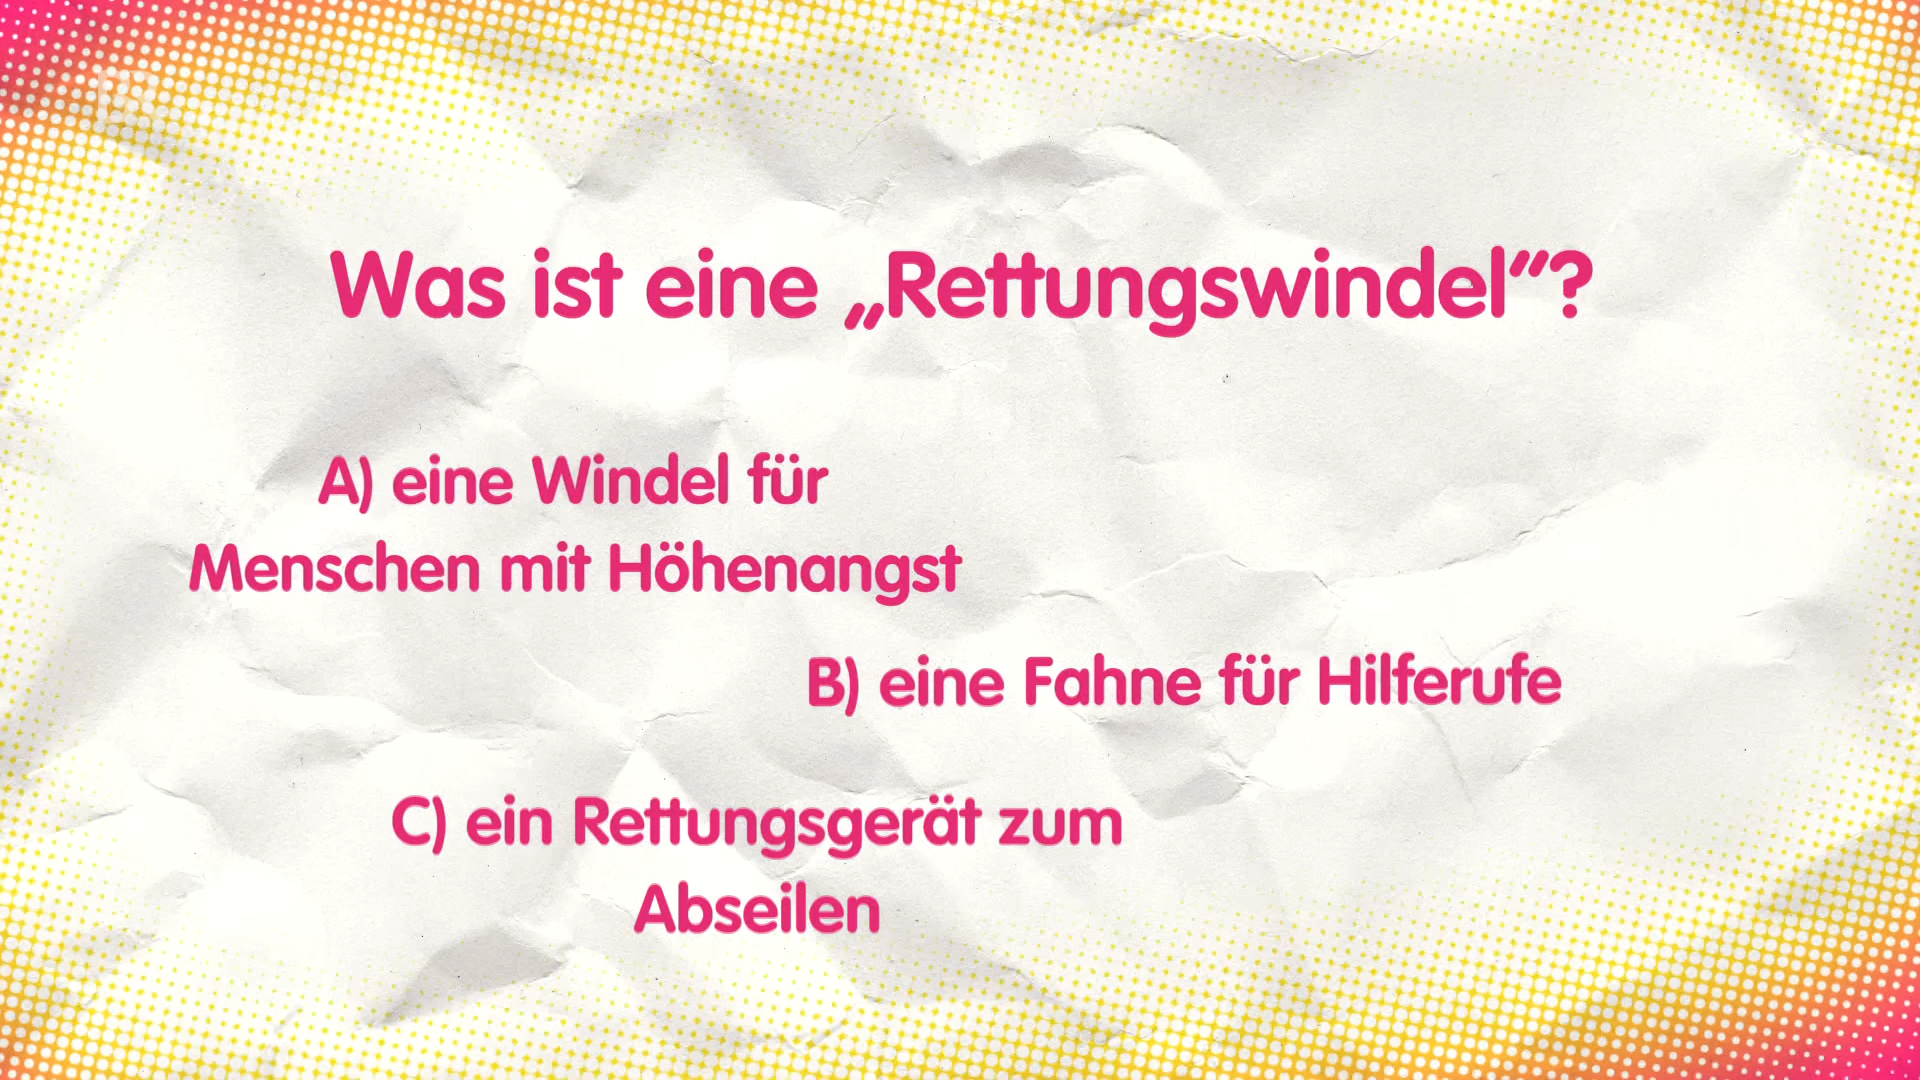 Was ist eine „Rettungswindel“?
A) eine Windel für
Menschen mit Höhenangst
B) eine Fahne für Hilferufe
C) ein Rettungsgerät zum
Abseilen